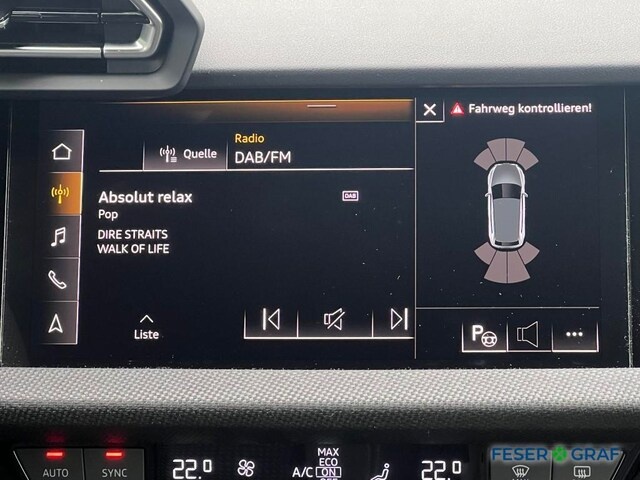 Fahrweg kontrollieren!
Radio
Quelle
DAB/FM
Absolut relax
DAB
Pop
DIRE STRAITS
WALK OF LIFE
Liste
P
AUTO
SYNC
22.0
MAX
ECO
A/C ON
22.0
FESER GRAF